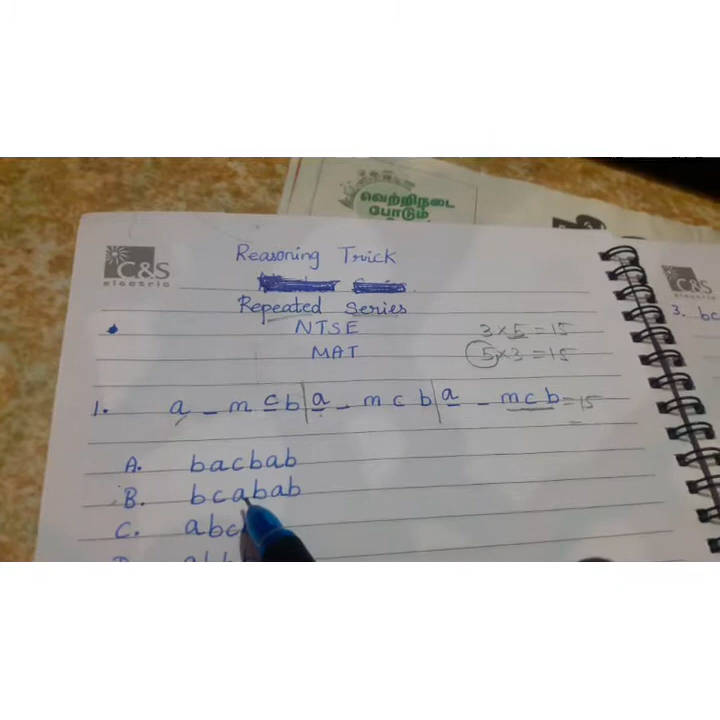 வெற்றிநடை
போடும்
C&S
electric
Reasoning Trick
Repeated Series
NTSE
MAT
3 × 5 = 15
5 × 3 = 15
1. a _ m c b | a _ m c b | a _ m c b = 15
A. bacbab
B. bcabab
C. abc
C&S
electric
3. bc